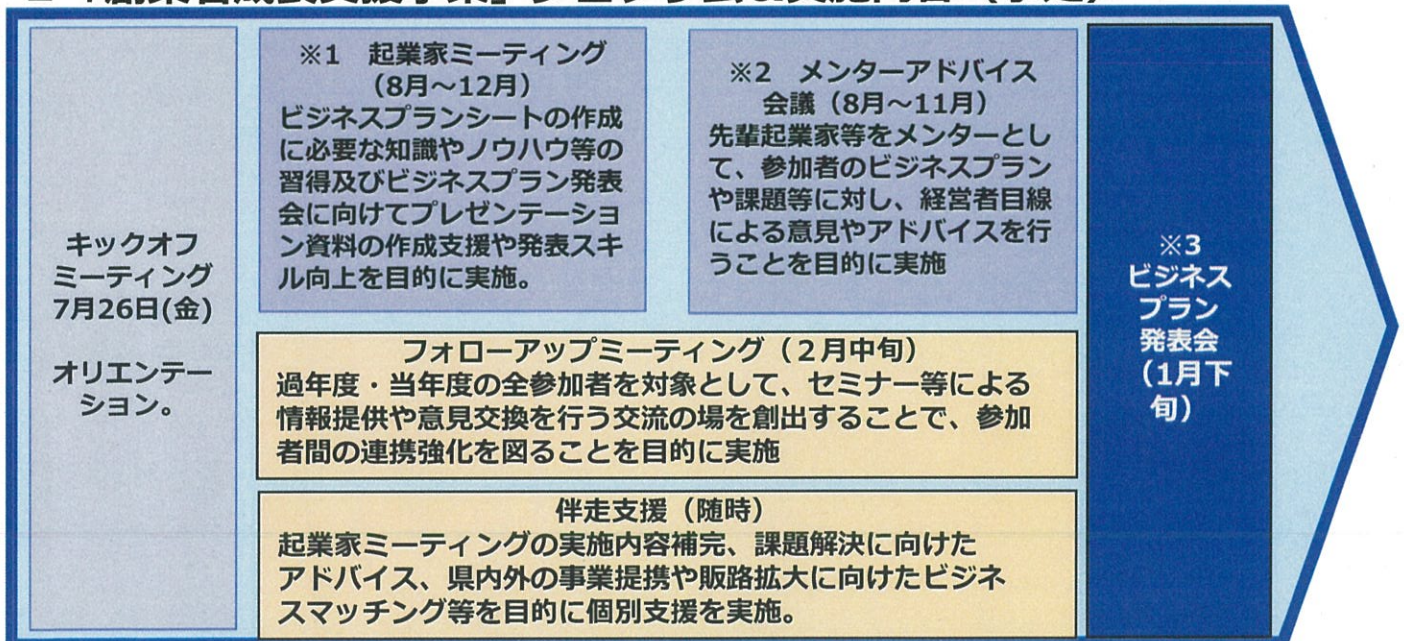 キックオフ
ミーティング
7月26日(金)
オリエンテー
ション。
※1 起業家ミーティング
(8月~12月)
ビジネスプランシートの作成
に必要な知識やノウハウ等の
習得及びビジネスプラン発表
会に向けてプレゼンテーショ
ン資料の作成支援や発表スキ
ル向上を目的に実施。
※2 メンターアドバイス
会議(8月~11月)
先輩起業家等をメンターとし
て、参加者のビジネスプラン
や課題等に対し、経営者目線
による意見やアドバイスを行
うことを目的に実施
フォローアップミーティング(2月中旬)
過年度・当年度の全参加者を対象として、セミナー等による
情報提供や意見交換を行う交流の場を創出することで、参加
者間の連携強化を図ることを目的に実施
伴走支援(随時)
起業家ミーティングの実施内容補完、課題解決に向けた
アドバイス、県内外の事業提携や販路拡大に向けたビジネ
スマッチング等を目的に個別支援を実施。
※3
ビジネス
プラン
発表会
(1月下
旬)